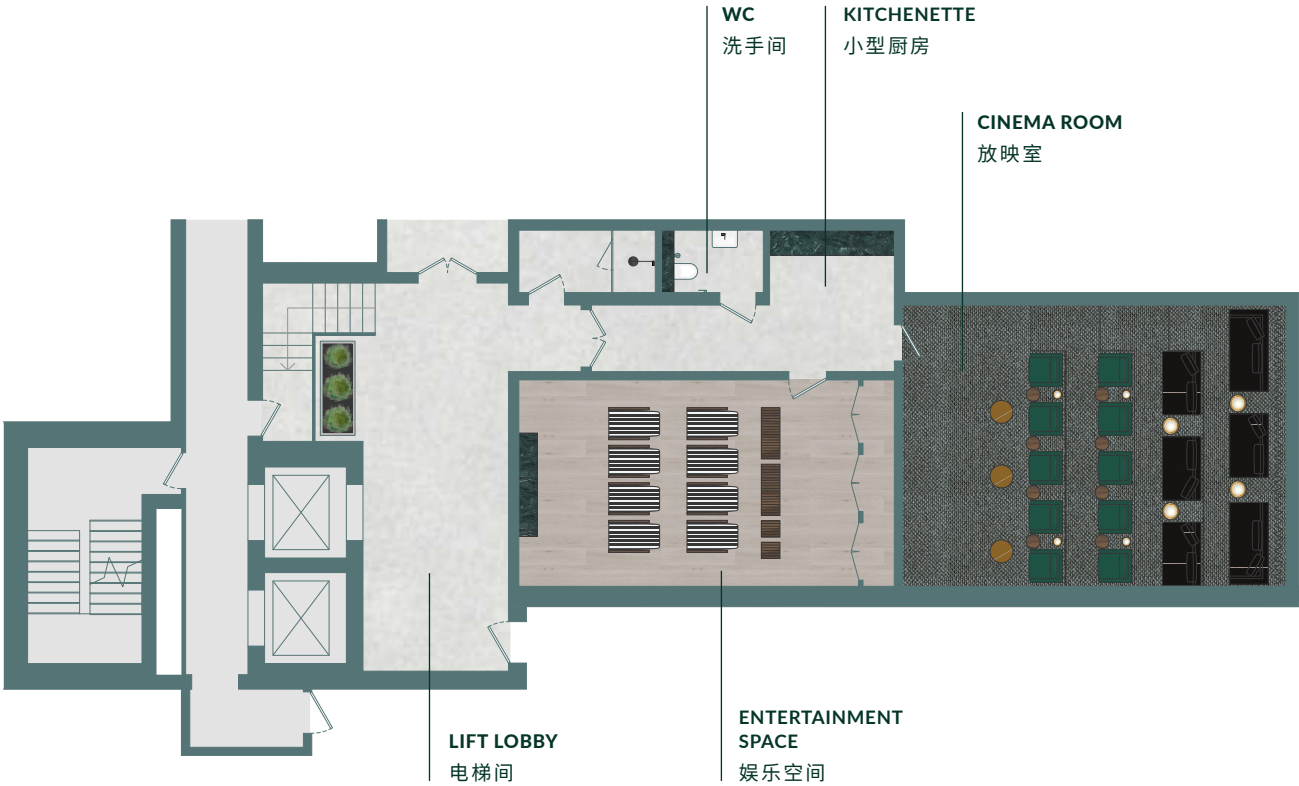 WC
洗手间
KITCHENETTE
小型厨房
CINEMA ROOM
放映室
LIFT LOBBY
电梯间
ENTERTAINMENT
SPACE
娱乐空间